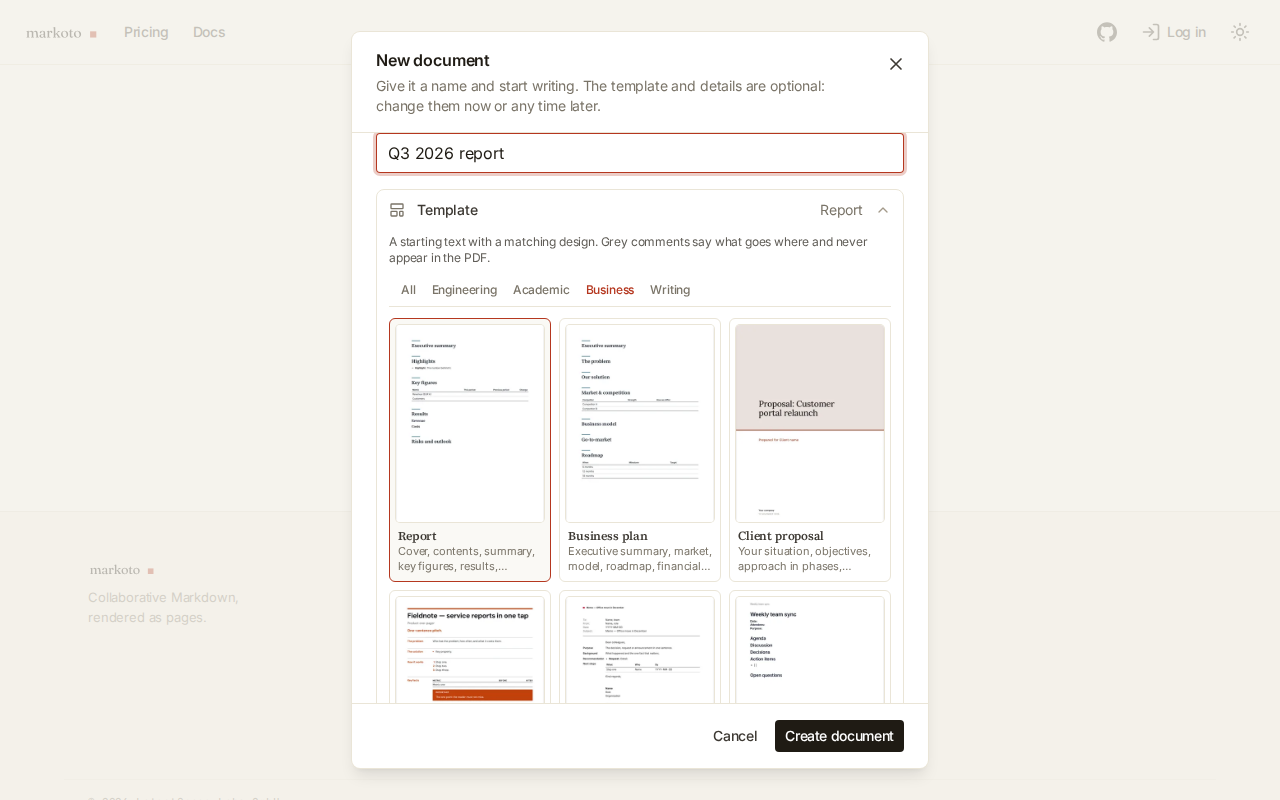 markoto
Pricing
Docs
Log in
New document
Give it a name and start writing. The template and details are optional:
change them now or any time later.
Q3 2026 report
Template
Report
A starting text with a matching design. Grey comments say what goes where and never
appear in the PDF.
All
Engineering
Academic
Business
Writing
Executive summary
Highlights
Key figures
Results
Risks and outlook
Executive summary
The problem
Our solution
Market & competition
Business model
Go-to-market
Roadmap
Proposal: Customer
portal relaunch
Proposal for Client name
Report
Cover, contents, summary,
key figures, results,…
Business plan
Executive summary, market,
model, roadmap, financial…
Client proposal
Your situation, objectives,
approach in phases,…
Fieldnote — service reports in one tap
Weekly team sync
Agenda
Discussion
Decisions
Action items
Open questions
markoto
Collaborative Markdown,
rendered as pages.
Cancel
Create document